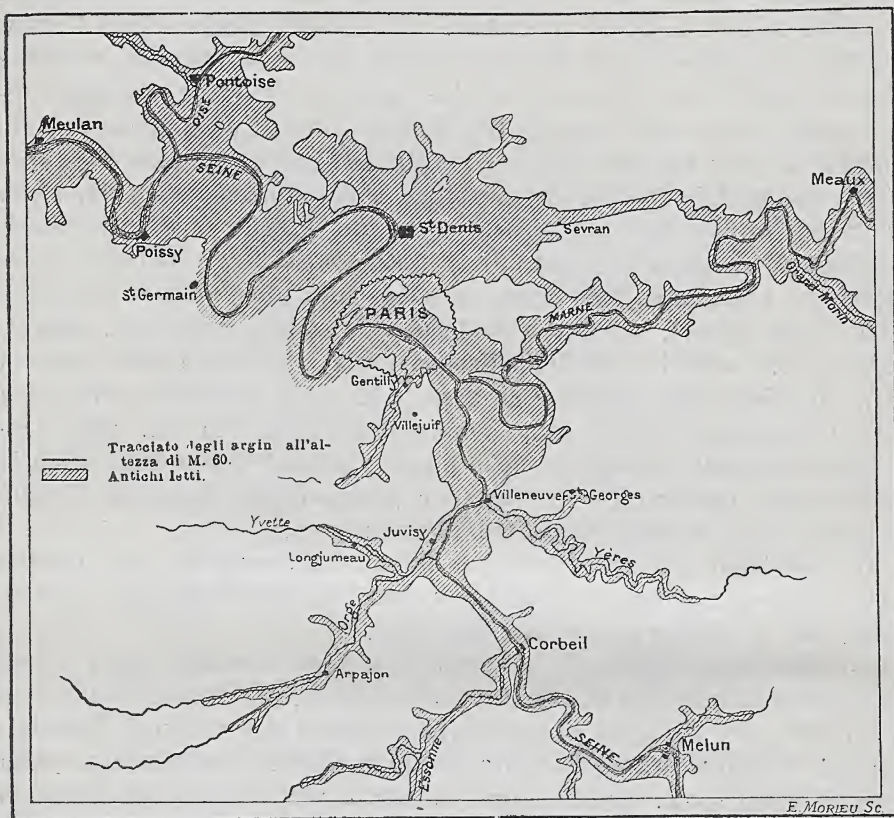 Pontoise
OISE
Meulan
SEINE
Meaux
St Denis
Sevran
Poissy
St Germain
Grand-Morin
PARIS
MARNE
Gentilly
Villejuif
Tracciato degli argin all'al-
tezza di M. 60.
Antichi letti.
Villeneuve-St-Georges
Yvette
Juvisy
Longjumeau
Yères
Orge
Corbeil
Arpajon
SEINE
Melun
Essonne
E. MORIEU Sc.